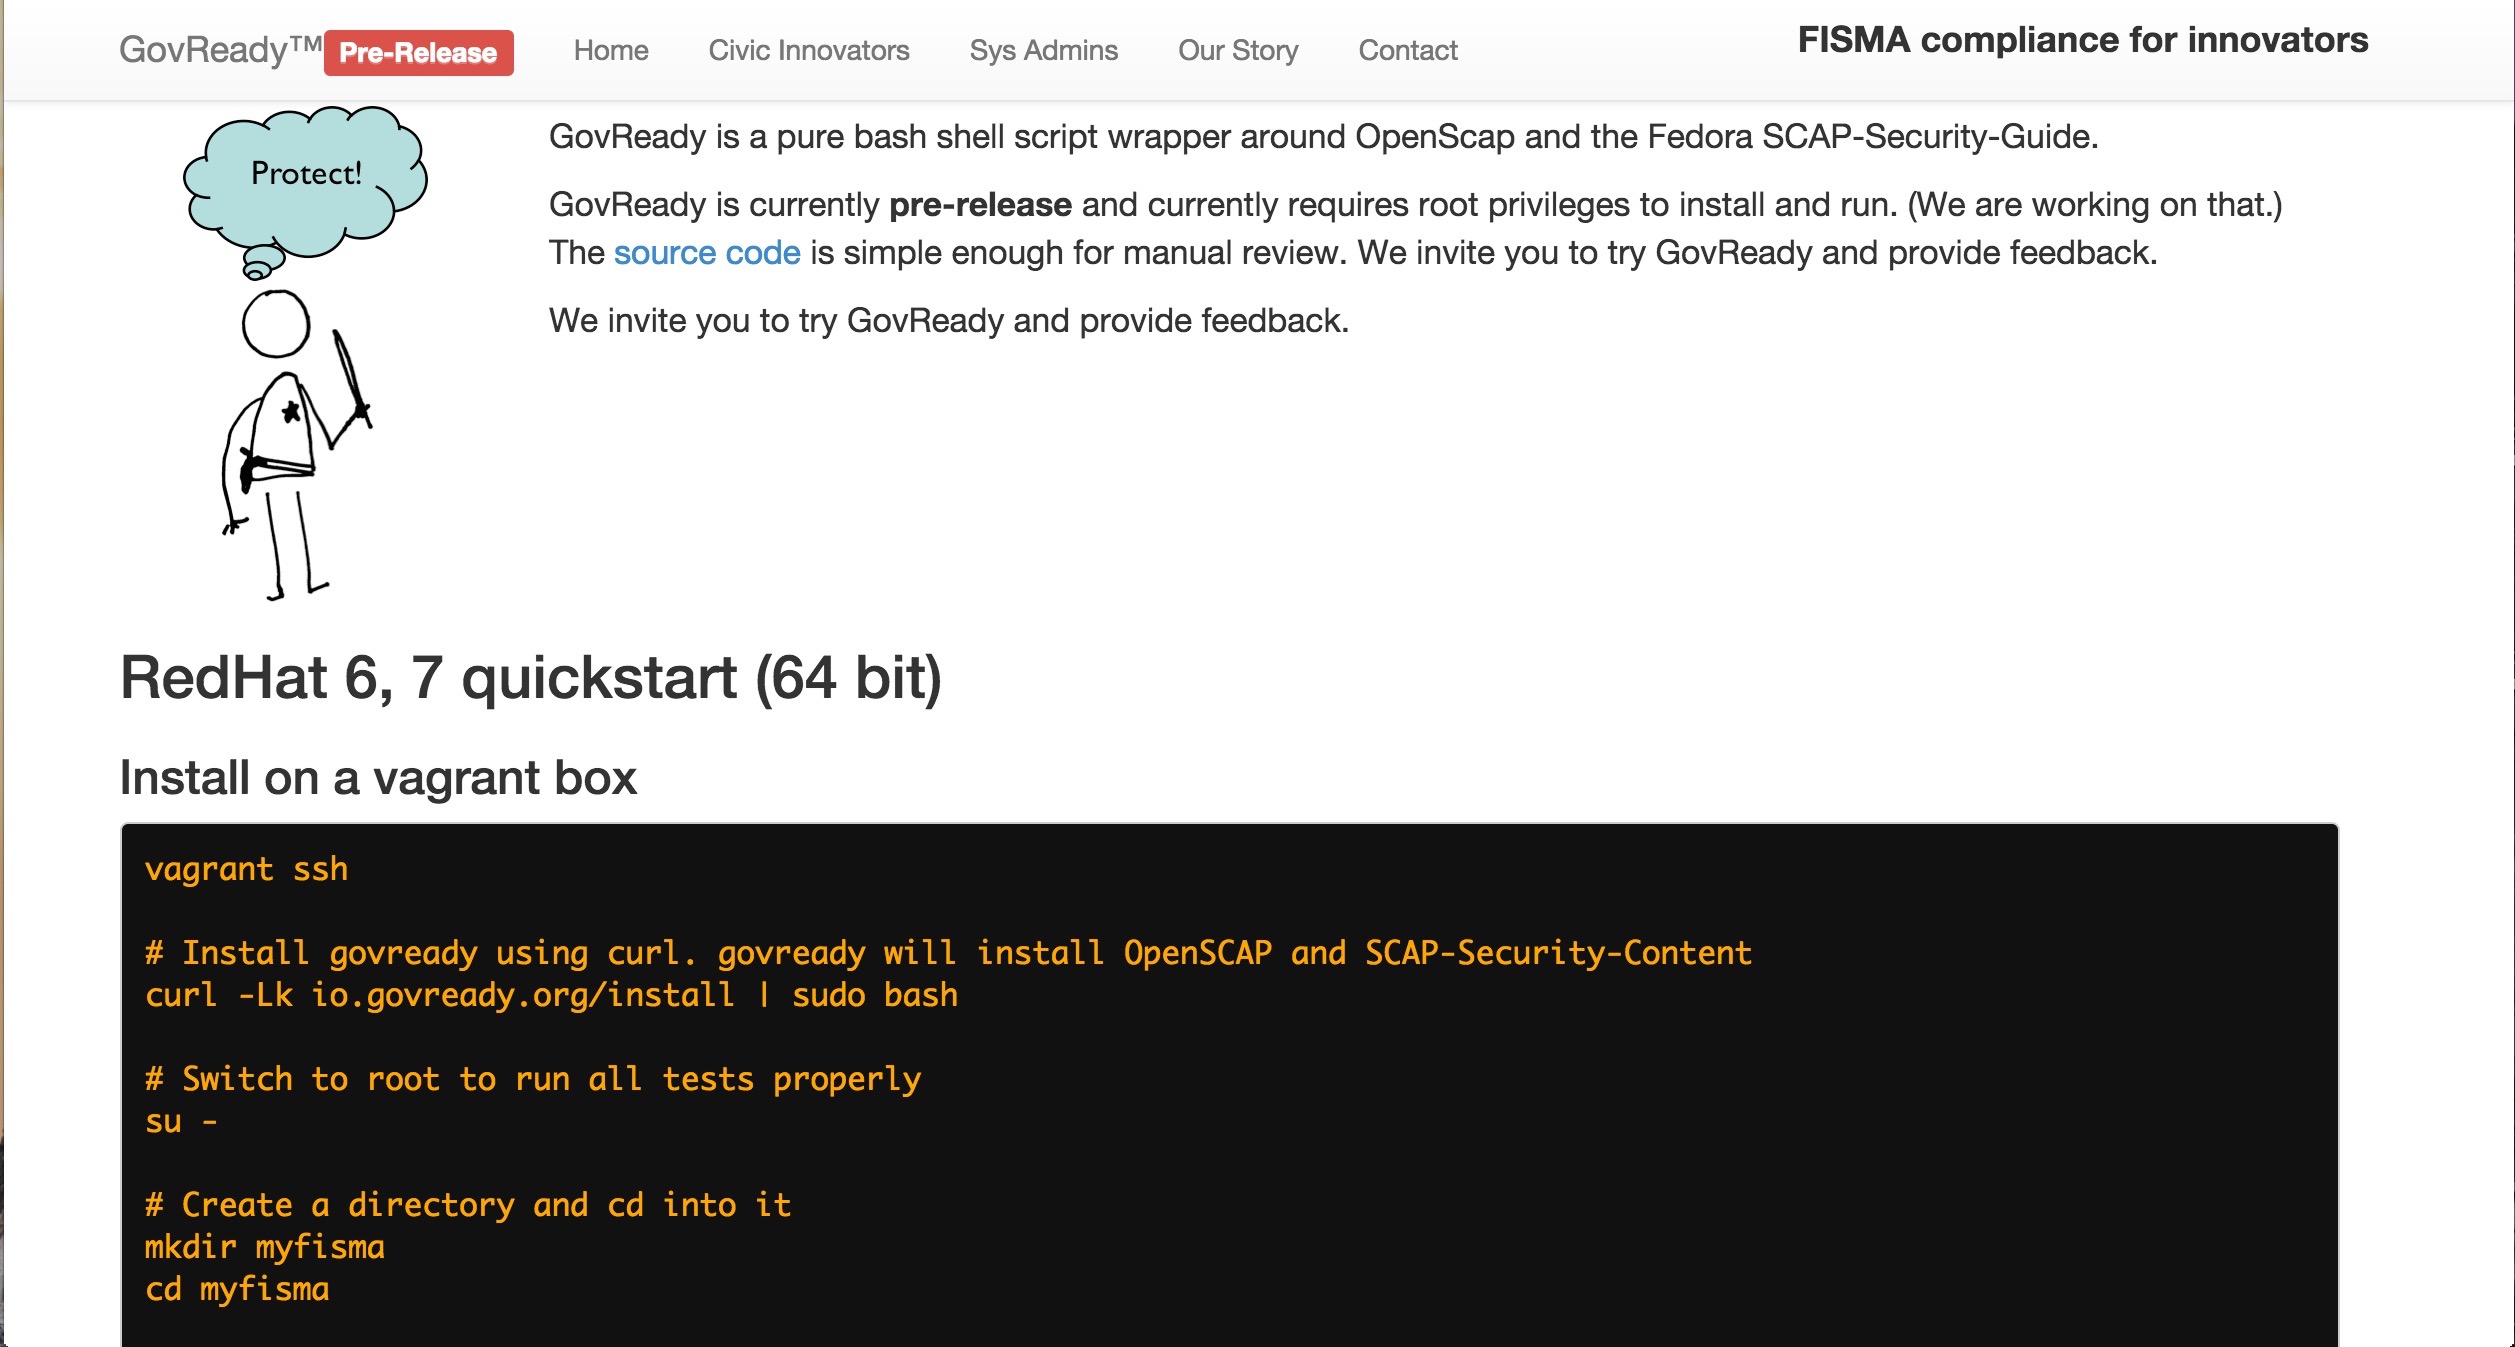 GovReady™ Pre-Release Home Civic Innovators Sys Admins Our Story Contact FISMA compliance for innovators
Protect!
GovReady is a pure bash shell script wrapper around OpenScap and the Fedora SCAP-Security-Guide.
GovReady is currently pre-release and currently requires root privileges to install and run. (We are working on that.)
The source code is simple enough for manual review. We invite you to try GovReady and provide feedback.
We invite you to try GovReady and provide feedback.
RedHat 6, 7 quickstart (64 bit)
Install on a vagrant box
vagrant ssh
# Install govready using curl. govready will install OpenSCAP and SCAP-Security-Content
curl -Lk io.govready.org/install | sudo bash
# Switch to root to run all tests properly
su -
# Create a directory and cd into it
mkdir myfisma
cd myfisma